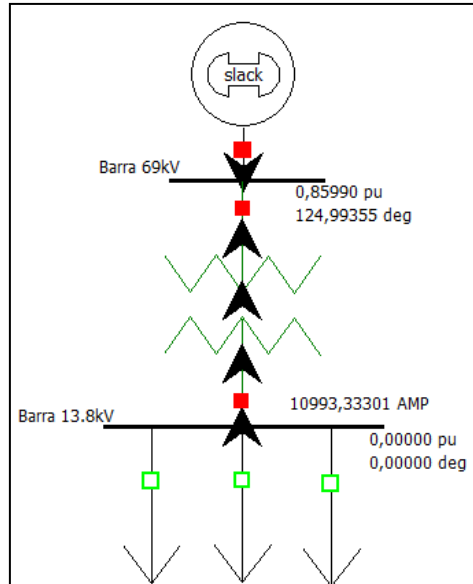 slack
Barra 69kV
0,85990 pu
124,99355 deg
10993,33301 AMP
Barra 13.8kV
0,00000 pu
0,00000 deg